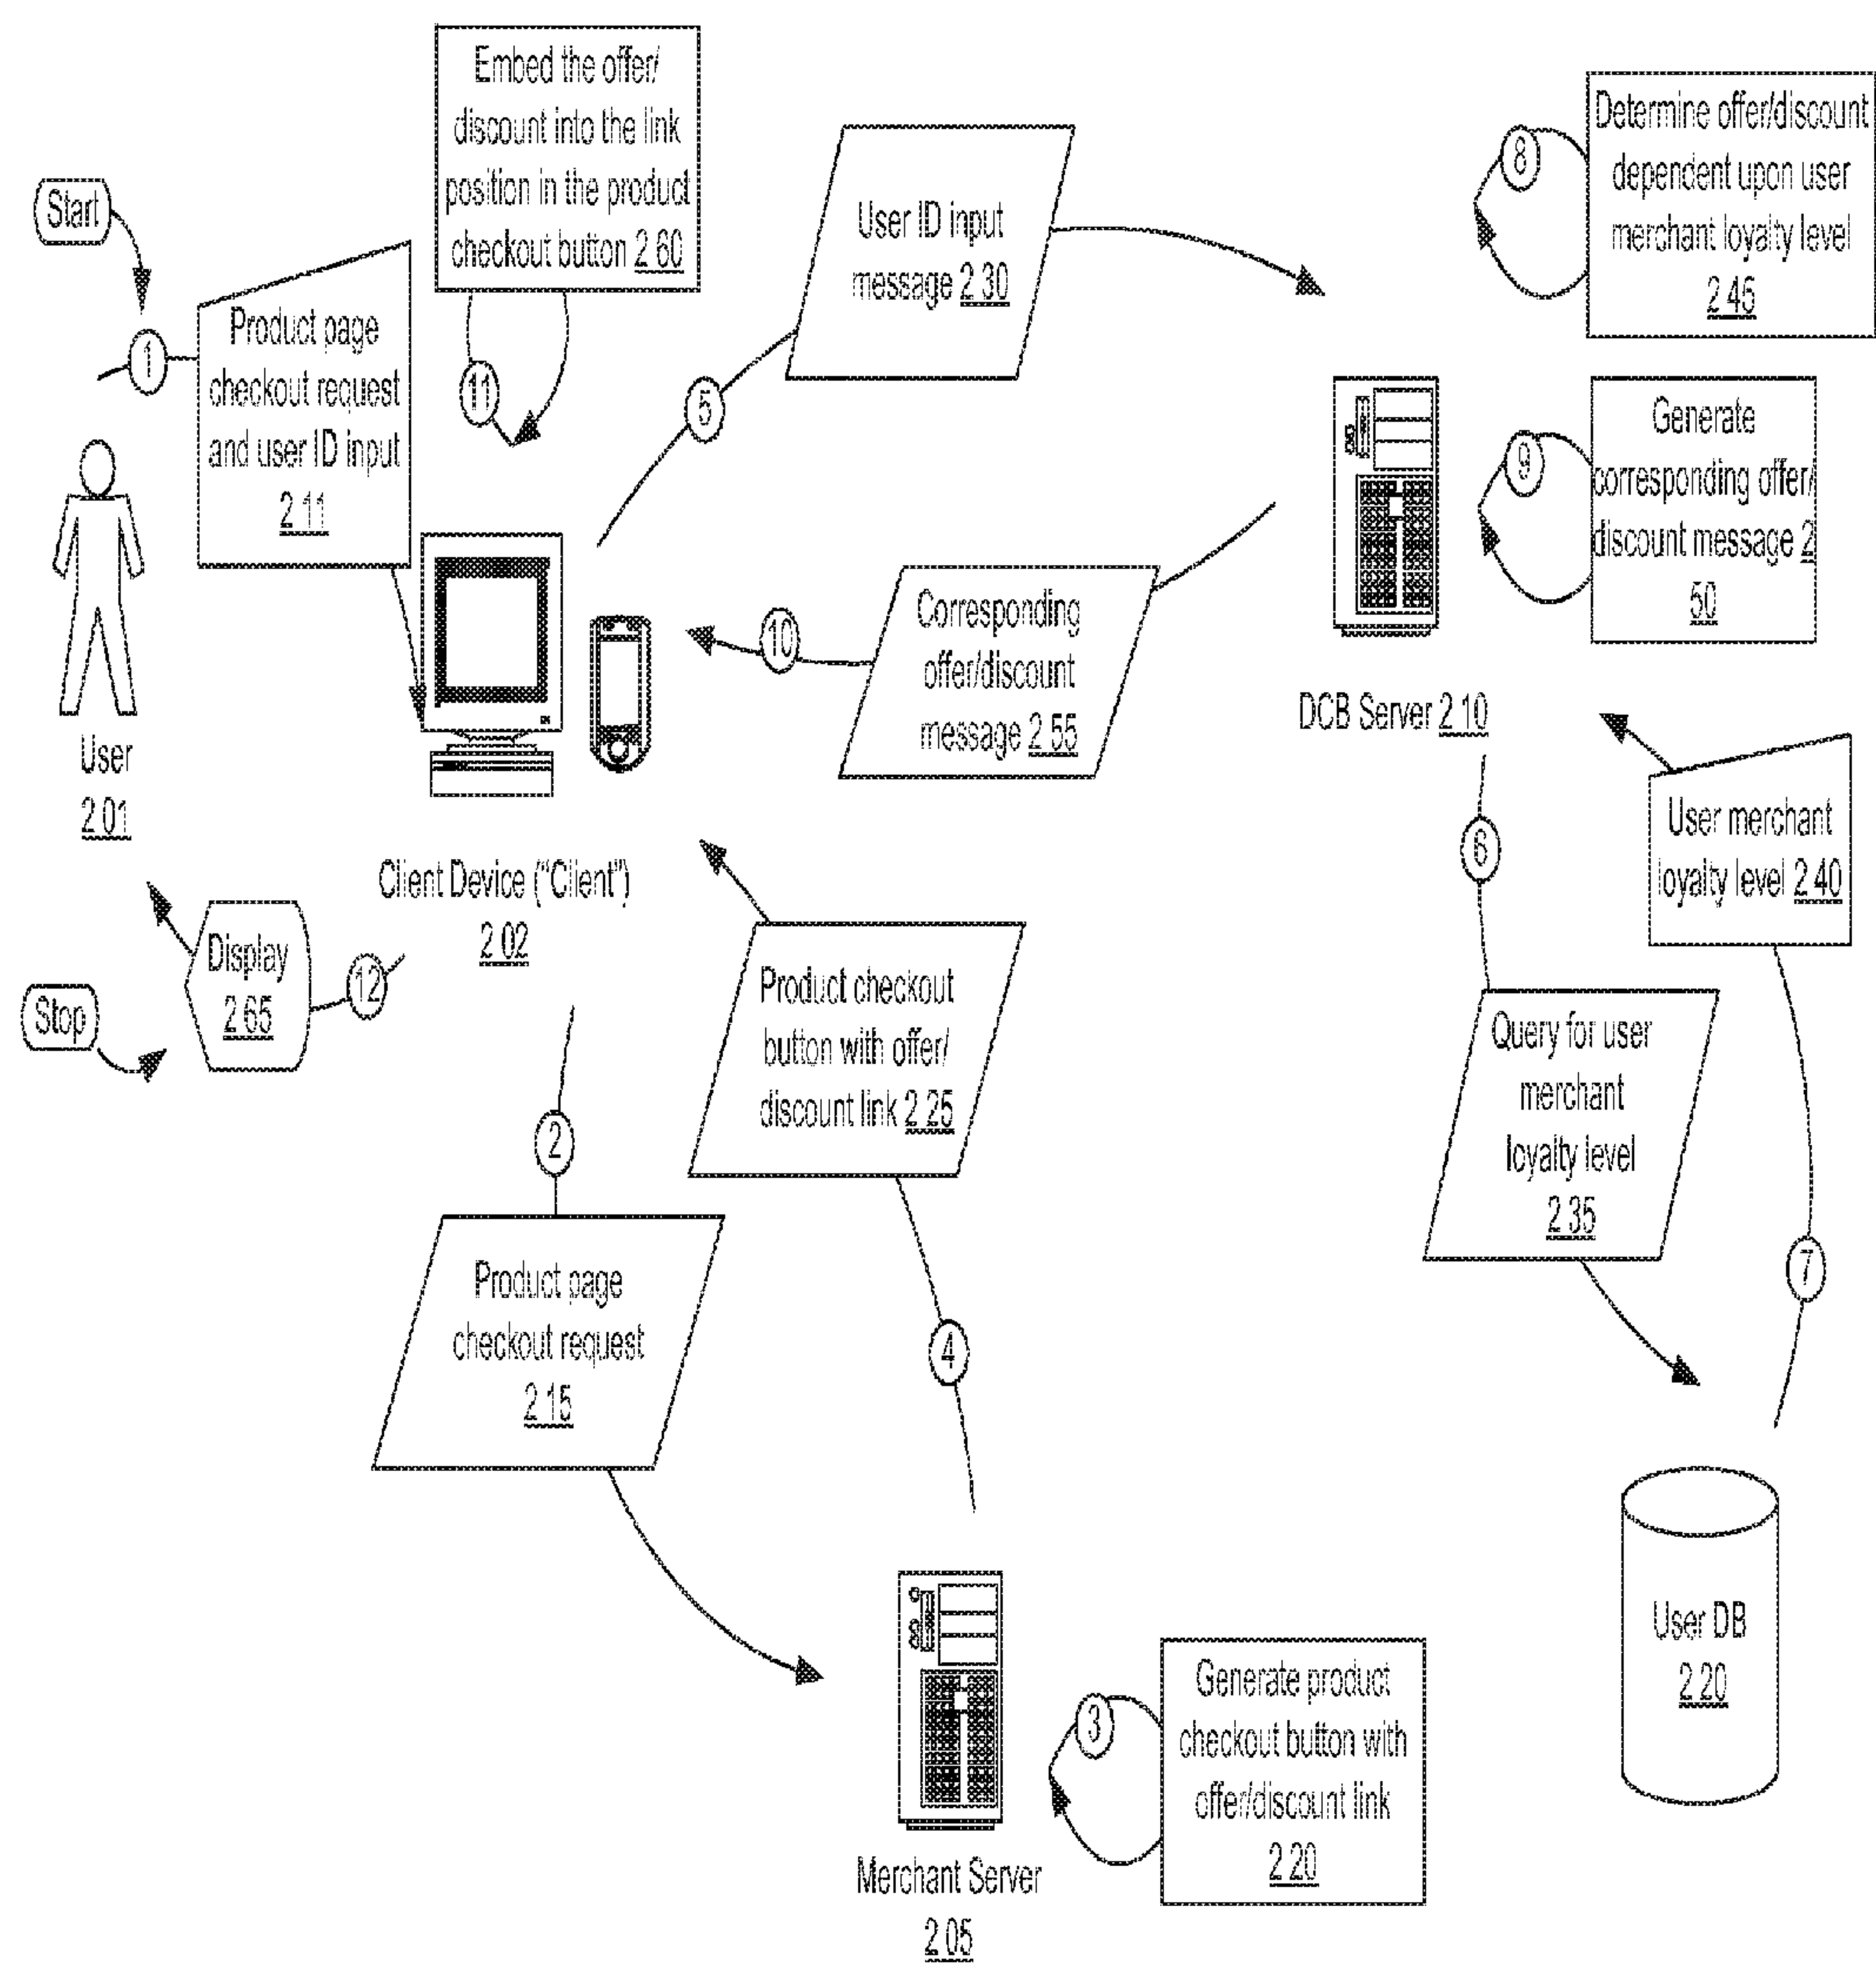 Embed the offer/
discount into the link
position in the product
checkout button 2 60
Determine offer/discount
dependent upon user
merchant loyalty level
2 45
Start
User ID input
message 2 30
8
1
Product page
checkout request
and user ID input
2 11
11
5
Generate
corresponding offer/
discount message 2
50
9
10
Corresponding
offer/discount
message 2 55
DCB Server 2 10
User
2 01
Client Device ("Client")
2 02
6
User merchant
loyalty level 2 40
Display
2 65
12
Stop
Product checkout
button with offer/
discount link 2 25
Query for user
merchant
loyalty level
2 35
2
Product page
checkout request
2 15
4
7
User DB
2 20
3
Generate product
checkout button with
offer/discount link
2 20
Merchant Server
2 05